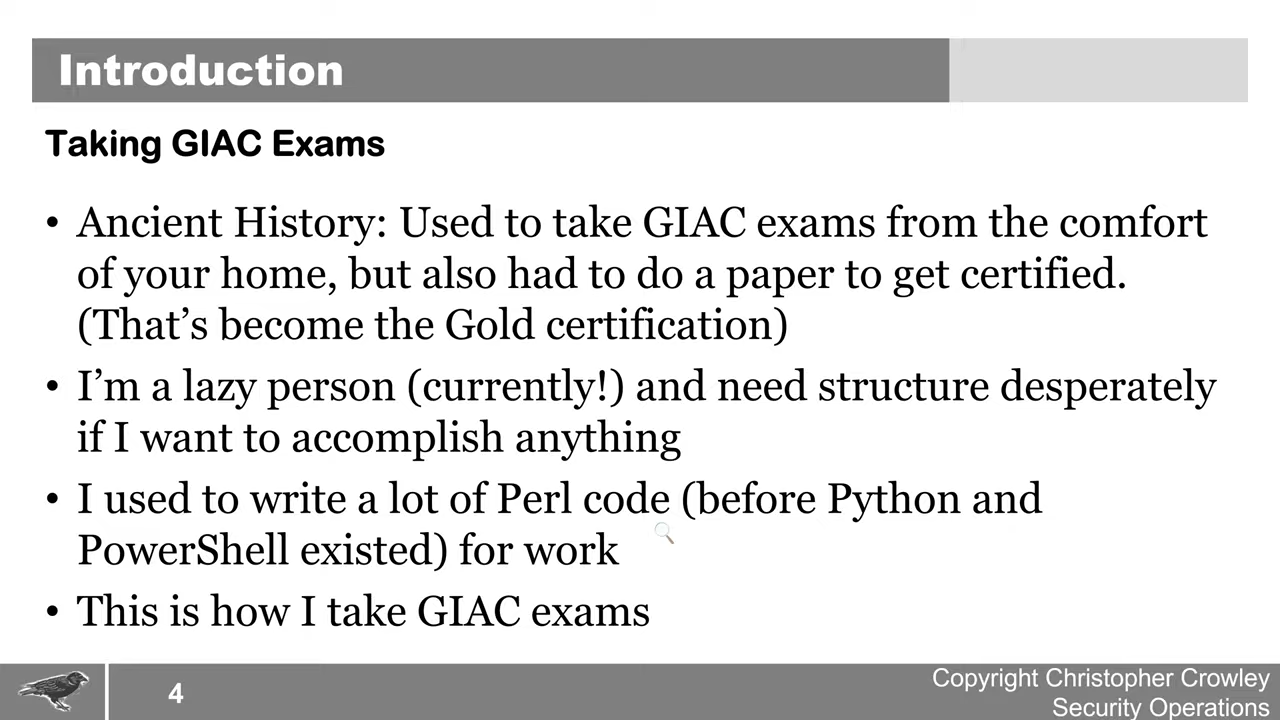 Introduction
Taking GIAC Exams
• Ancient History: Used to take GIAC exams from the comfort
of your home, but also had to do a paper to get certified.
(That’s become the Gold certification)
• I’m a lazy person (currently!) and need structure desperately
if I want to accomplish anything
• I used to write a lot of Perl code (before Python and
PowerShell existed) for work
• This is how I take GIAC exams
4
Copyright Christopher Crowley
Security Operations